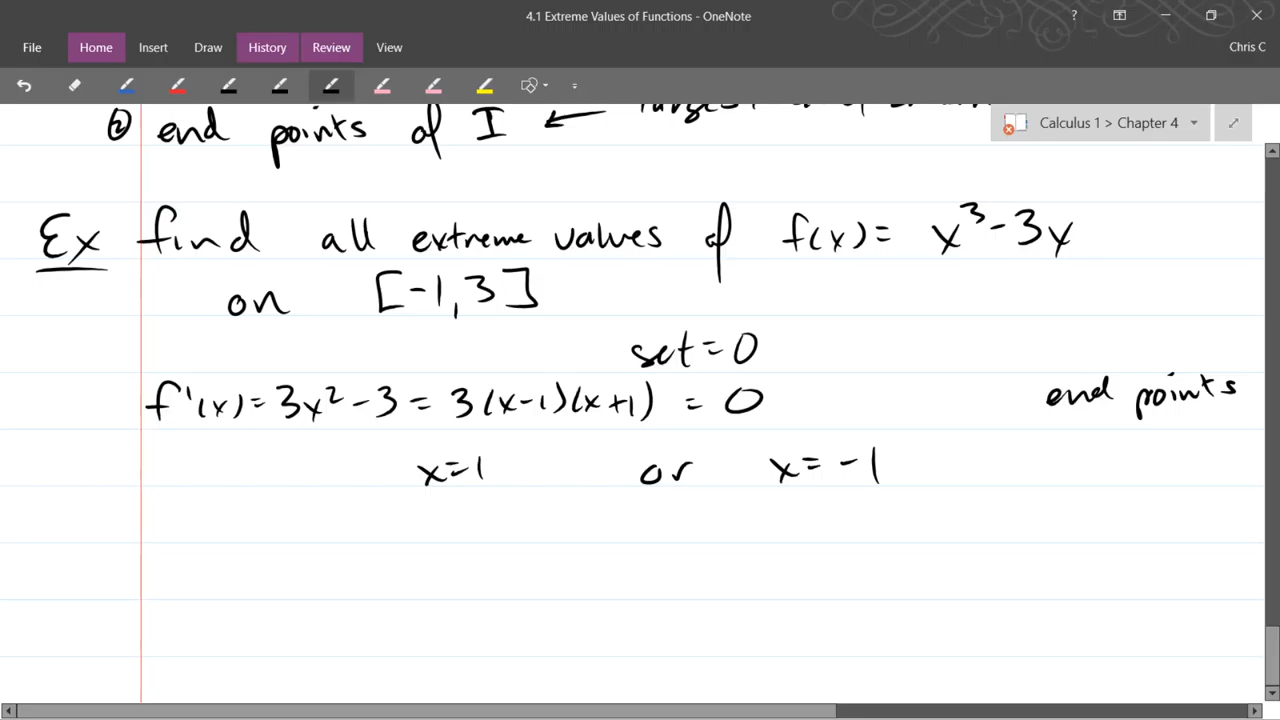 4.1 Extreme Values of Functions - OneNote
?
File Home Insert Draw History Review View Chris C
② end points of I ← largest
Calculus 1 > Chapter 4
Ex find all extreme values of f(x) = x³ - 3x
on [-1,3]
set = 0
f'(x) = 3x² - 3 = 3(x-1)(x+1) = 0 end points
x=1 or x= -1